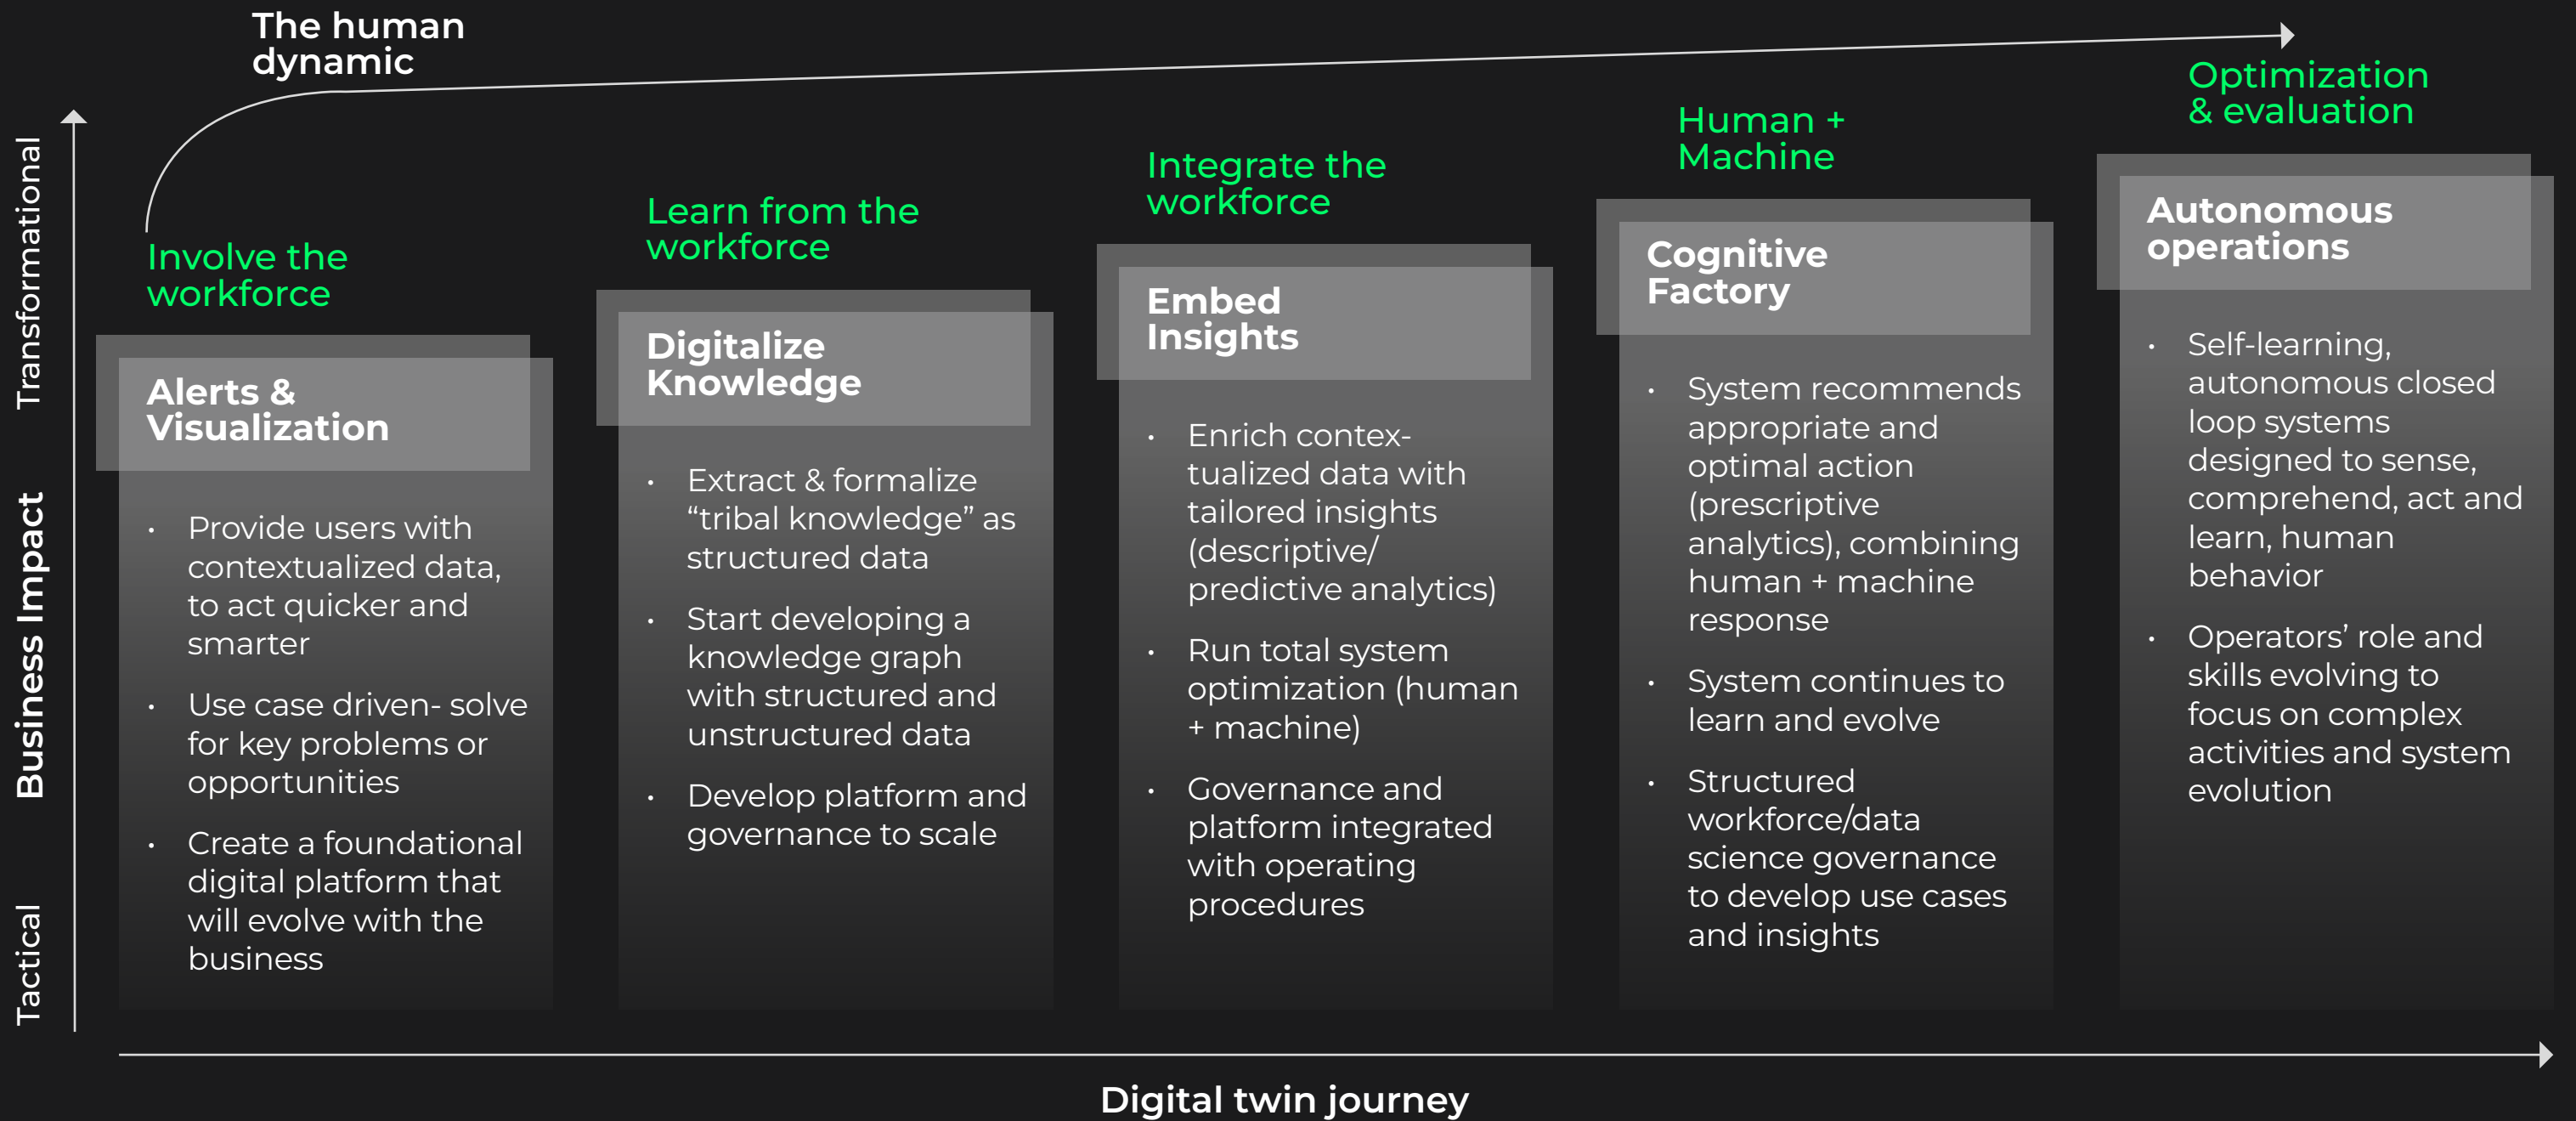 The human
dynamic
Transformational
Business Impact
Tactical
Involve the
workforce
Alerts &
Visualization
• Provide users with
contextualized data,
to act quicker and
smarter
• Use case driven- solve
for key problems or
opportunities
• Create a foundational
digital platform that
will evolve with the
business
Learn from the
workforce
Digitalize
Knowledge
• Extract & formalize
“tribal knowledge” as
structured data
• Start developing a
knowledge graph
with structured and
unstructured data
• Develop platform and
governance to scale
Integrate the
workforce
Embed
Insights
• Enrich contex-
tualized data with
tailored insights
(descriptive/
predictive analytics)
• Run total system
optimization (human
+ machine)
• Governance and
platform integrated
with operating
procedures
Human +
Machine
Cognitive
Factory
• System recommends
appropriate and
optimal action
(prescriptive
analytics), combining
human + machine
response
• System continues to
learn and evolve
• Structured
workforce/data
science governance
to develop use cases
and insights
Optimization
& evaluation
Autonomous
operations
• Self-learning,
autonomous closed
loop systems
designed to sense,
comprehend, act and
learn, human
behavior
• Operators’ role and
skills evolving to
focus on complex
activities and system
evolution
Digital twin journey